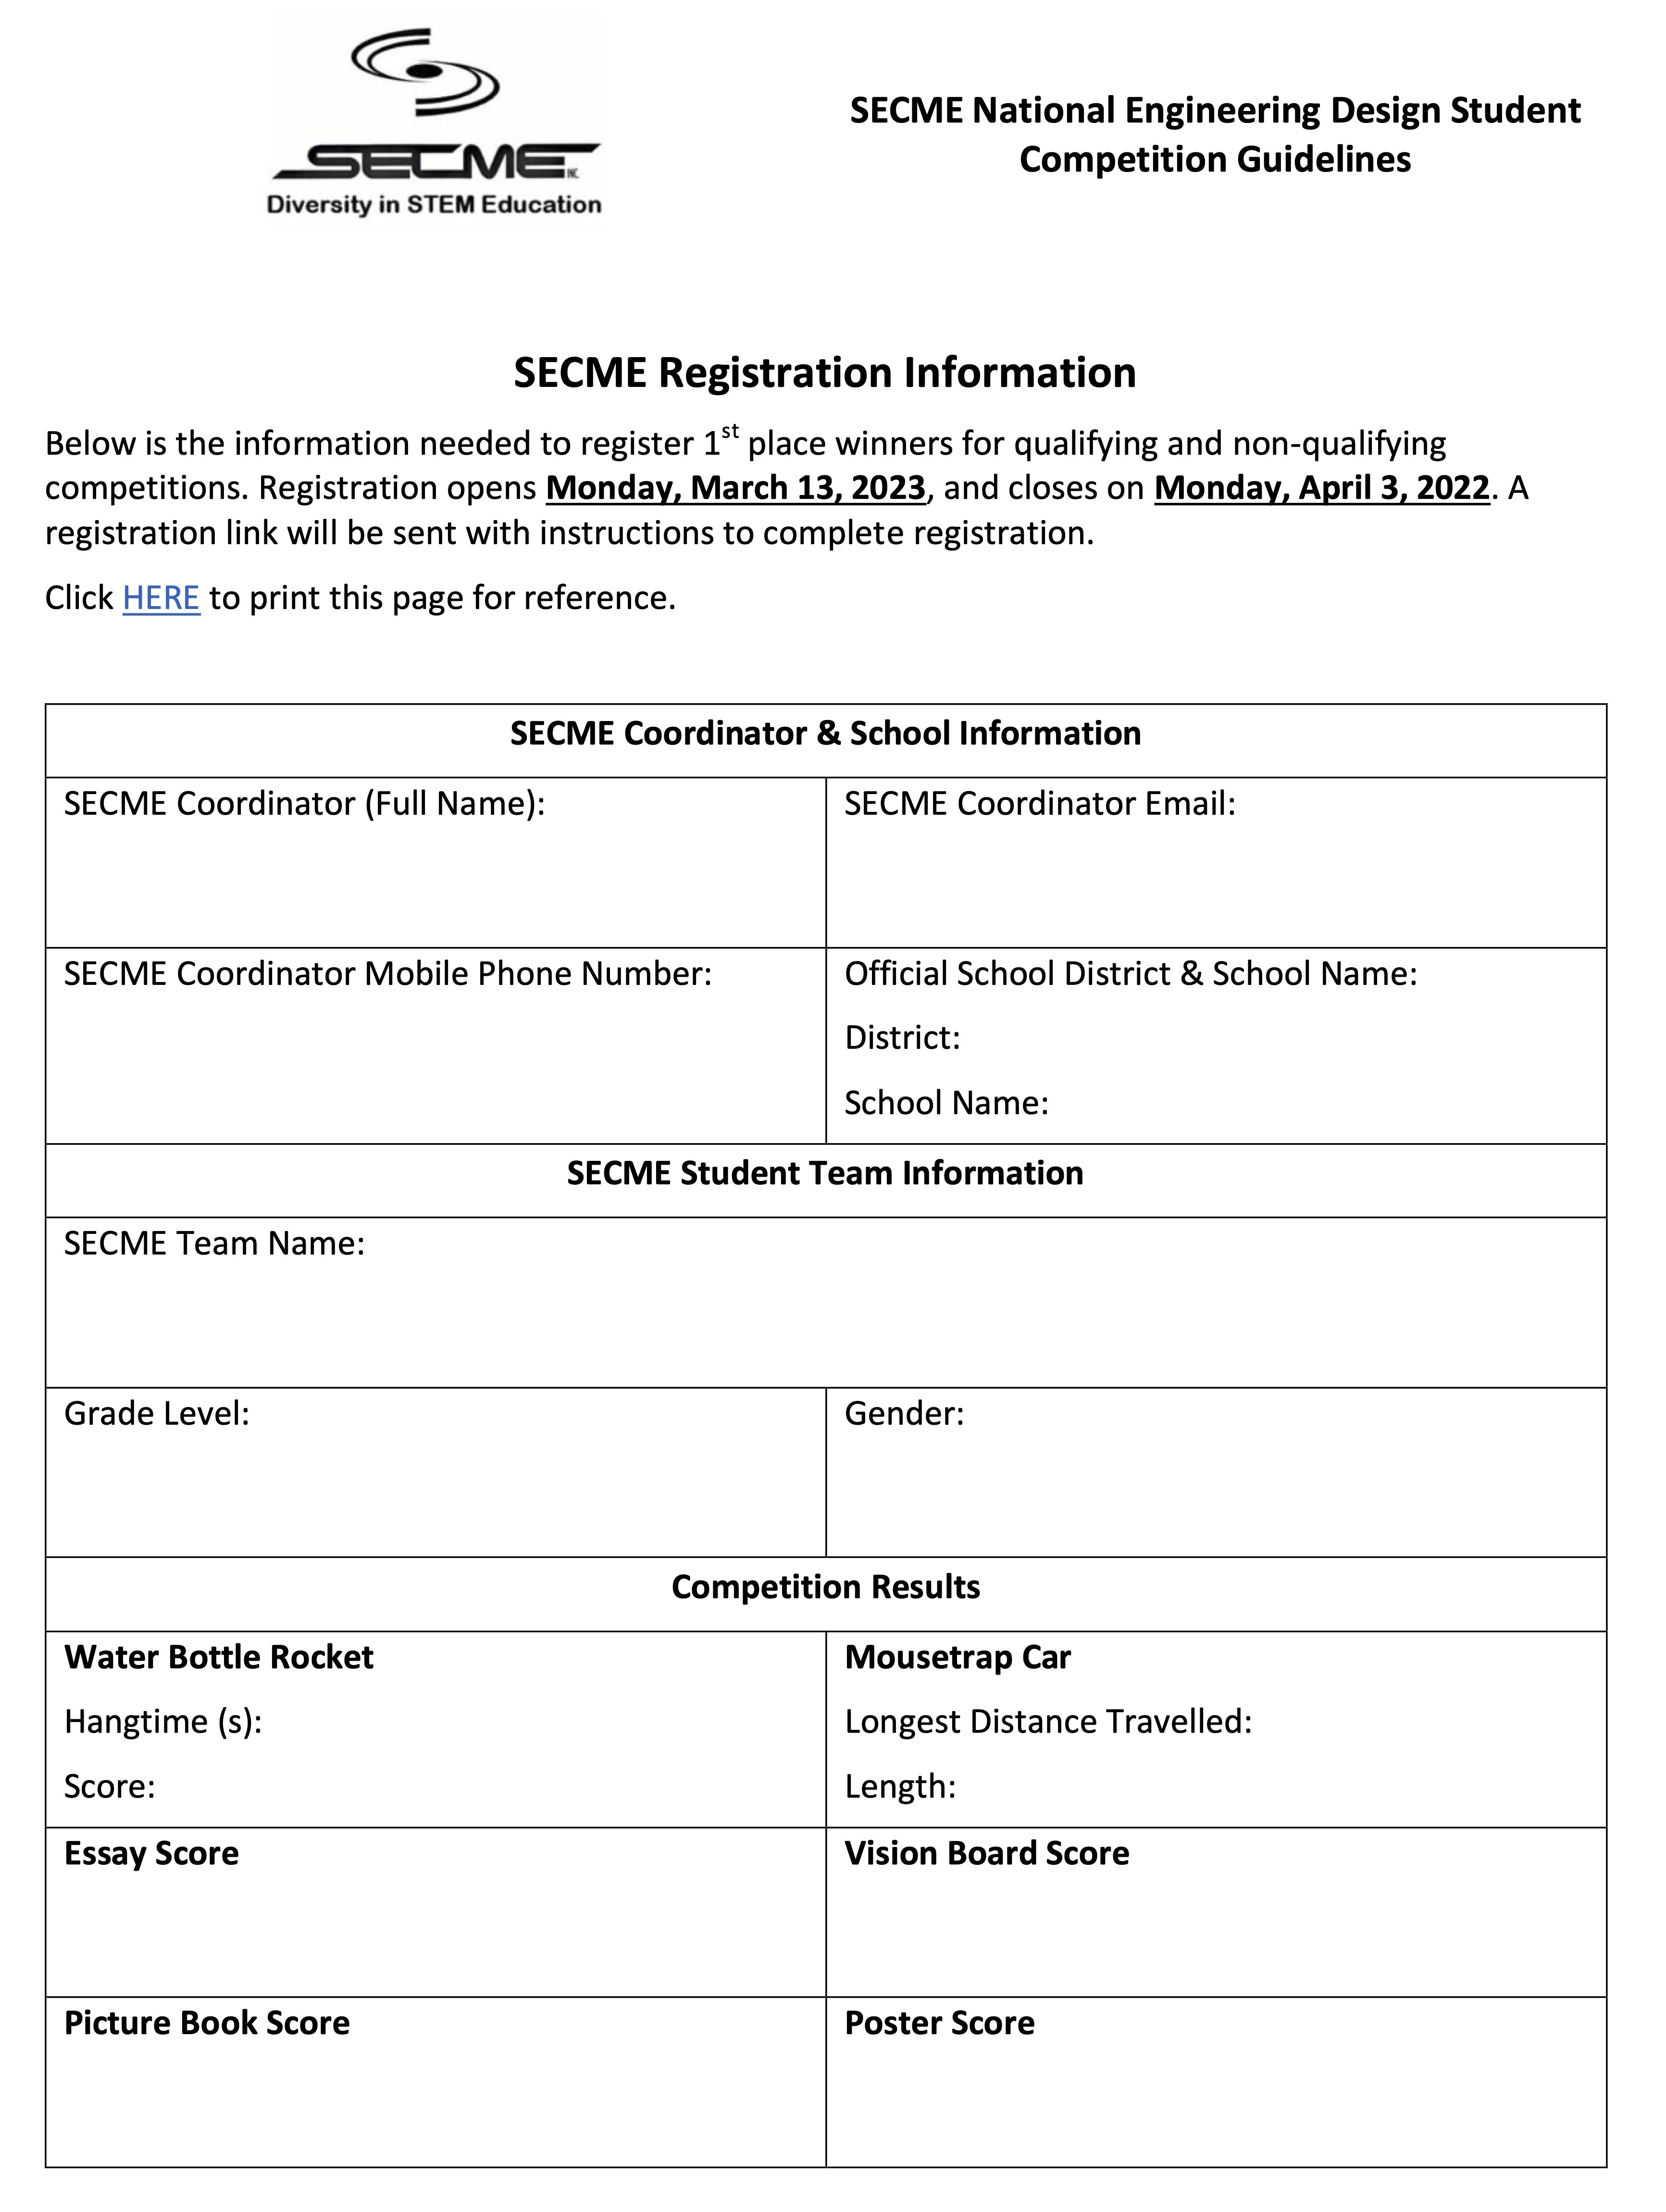 SECME INC
Diversity in STEM Education
SECME National Engineering Design Student
Competition Guidelines
SECME Registration Information
Below is the information needed to register 1st place winners for qualifying and non-qualifying
competitions. Registration opens Monday, March 13, 2023, and closes on Monday, April 3, 2022. A
registration link will be sent with instructions to complete registration.
Click HERE to print this page for reference.
SECME Coordinator & School Information
SECME Coordinator (Full Name):
SECME Coordinator Email:
SECME Coordinator Mobile Phone Number:
Official School District & School Name:
District:
School Name:
SECME Student Team Information
SECME Team Name:
Grade Level:
Gender:
Competition Results
Water Bottle Rocket
Hangtime (s):
Score:
Mousetrap Car
Longest Distance Travelled:
Length:
Essay Score
Vision Board Score
Picture Book Score
Poster Score